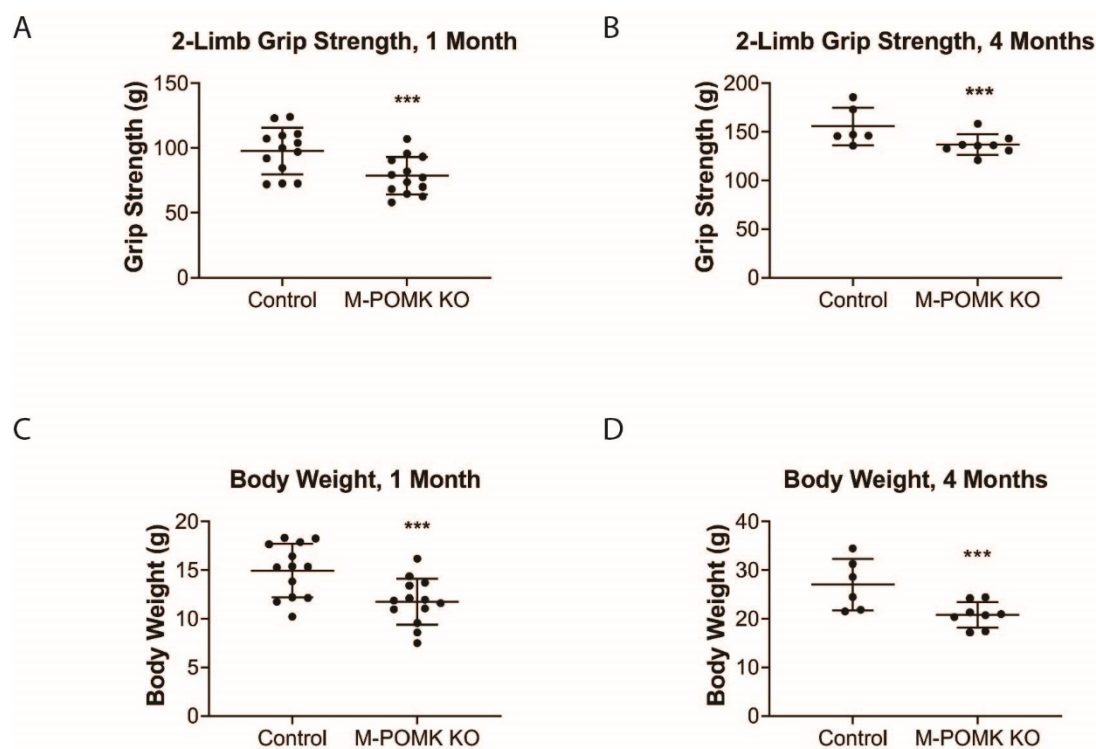 A
2-Limb Grip Strength, 1 Month
Grip Strength (g)
150
100
50
0
***
Control
M-POMK KO
B
2-Limb Grip Strength, 4 Months
Grip Strength (g)
200
150
100
50
0
***
Control
M-POMK KO
C
Body Weight, 1 Month
Body Weight (g)
20
15
10
5
0
***
Control
M-POMK KO
D
Body Weight, 4 Months
Body Weight (g)
40
30
20
10
0
***
Control
M-POMK KO